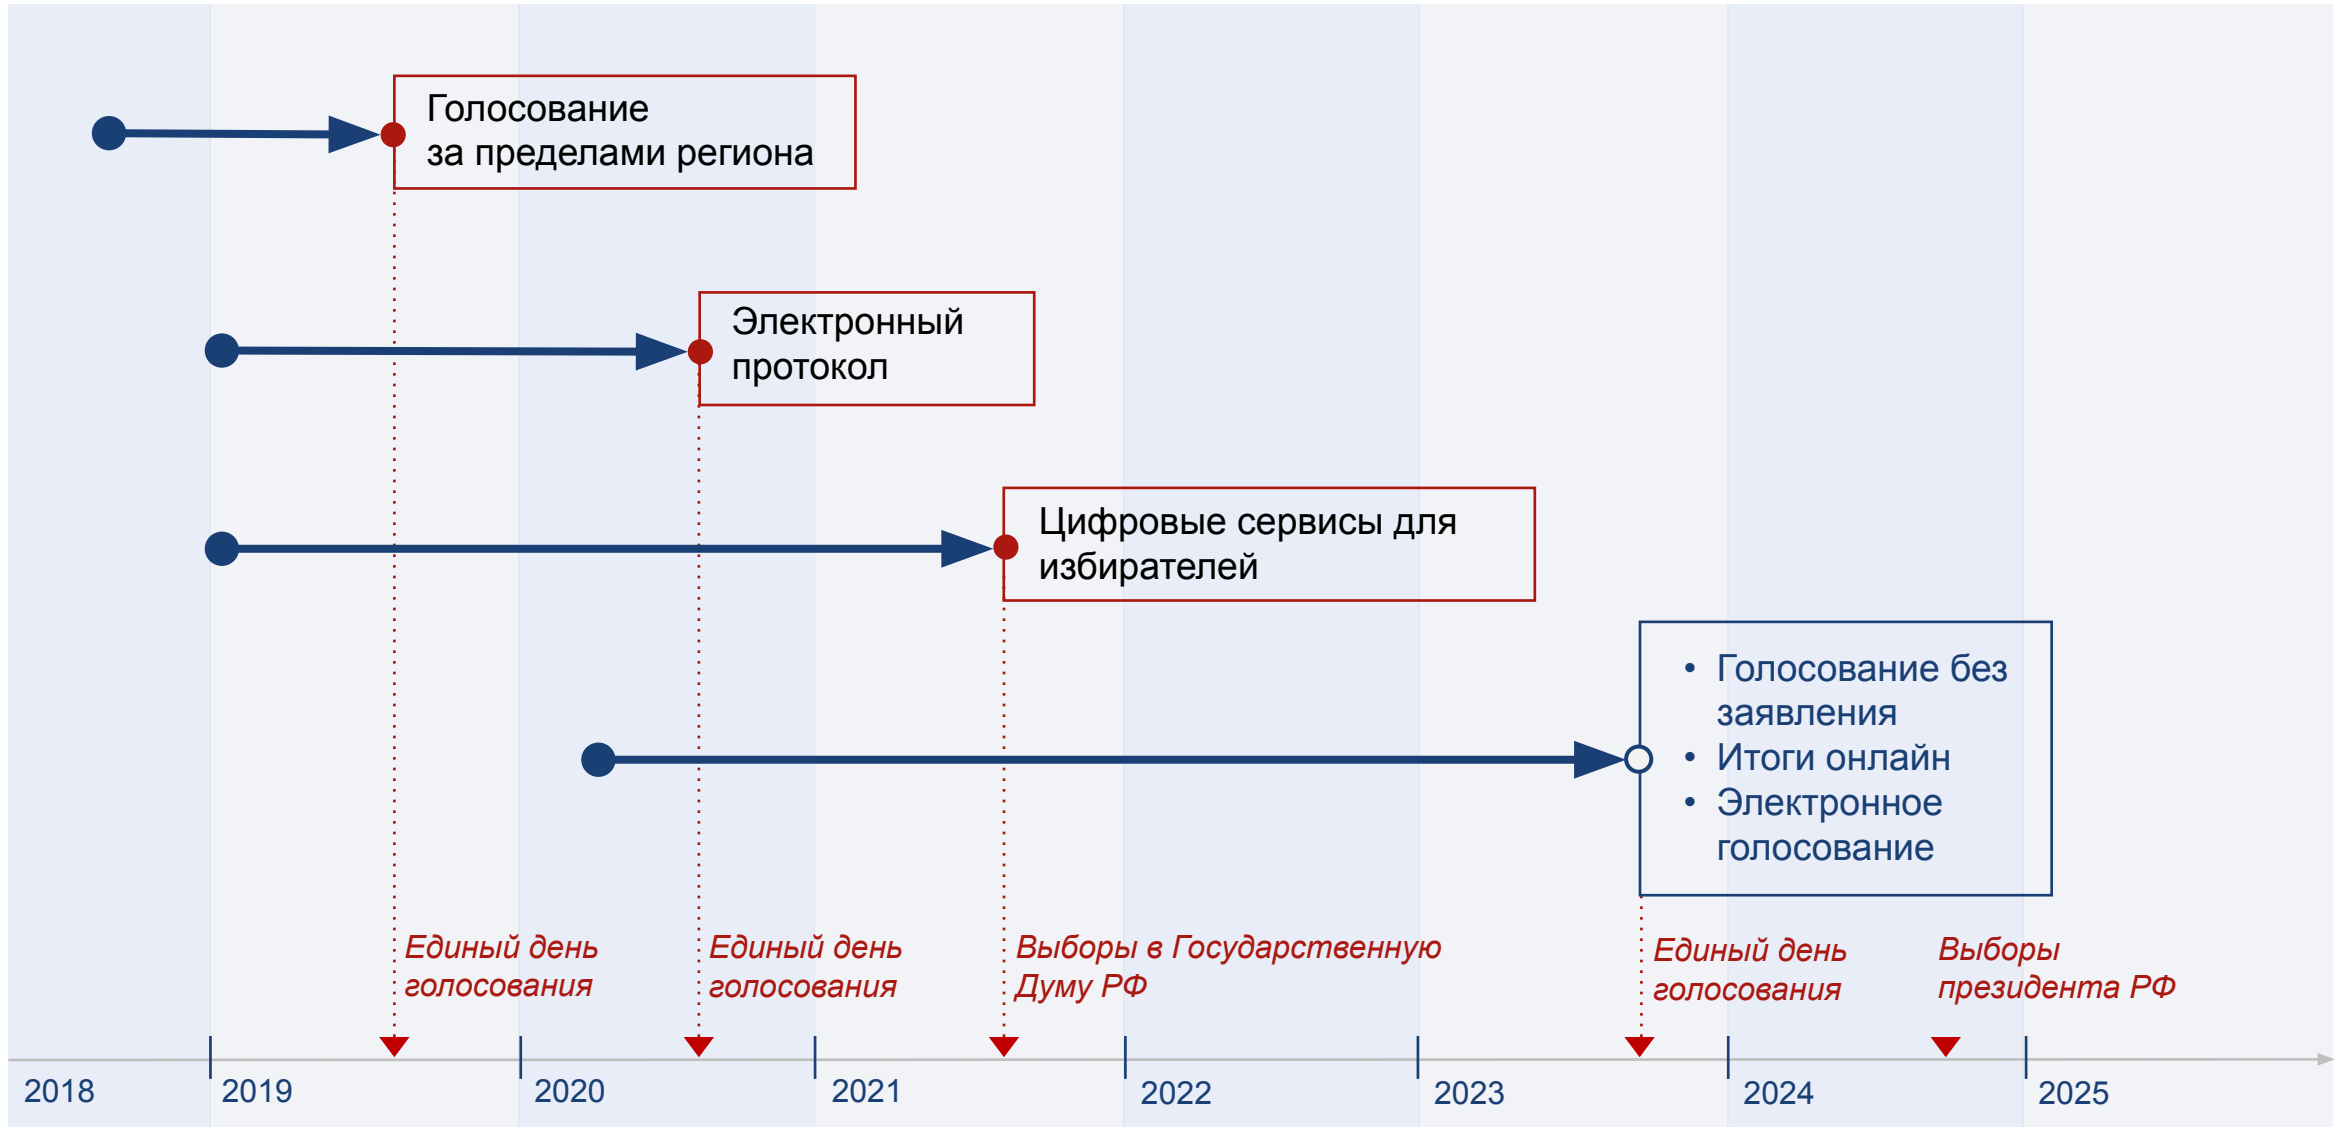 Голосование
за пределами региона
Электронный
протокол
Цифровые сервисы для
избирателей
• Голосование без
заявления
• Итоги онлайн
• Электронное
голосование
Единый день
голосования
Единый день
голосования
Выборы в Государственную
Думу РФ
Единый день
голосования
Выборы
президента РФ
2018
2019
2020
2021
2022
2023
2024
2025